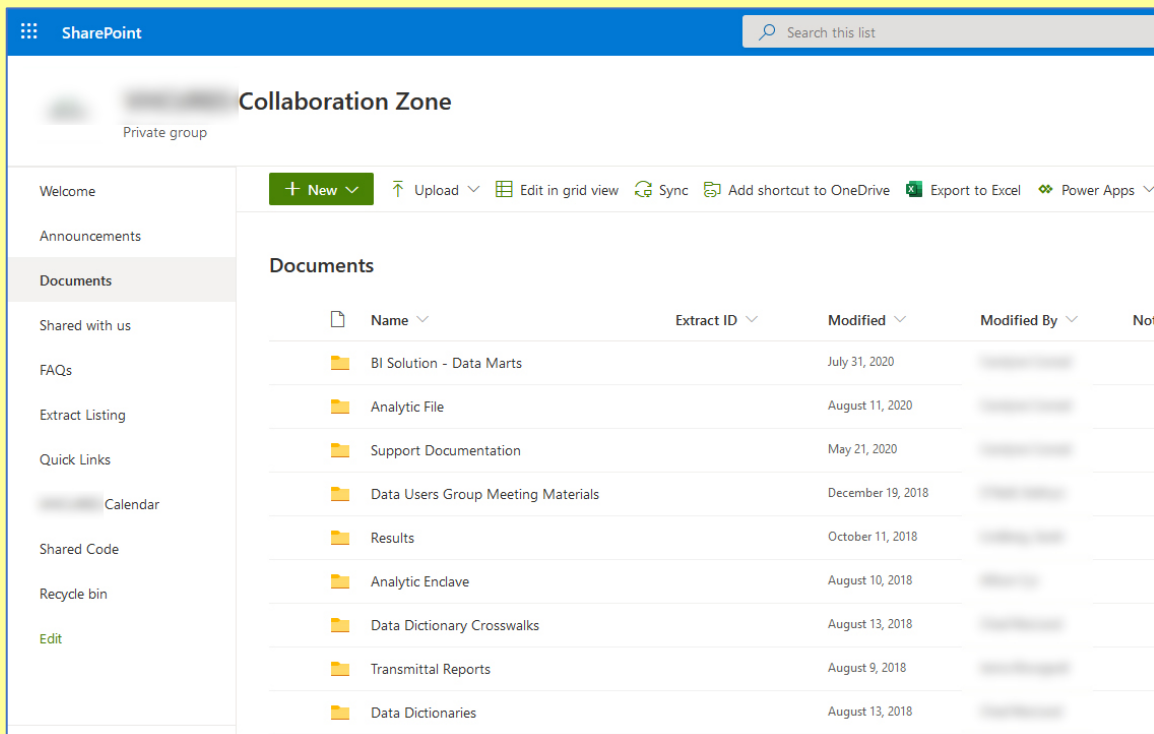 SharePoint
Search this list
Collaboration Zone
Private group
Welcome
Announcements
Documents
Shared with us
FAQs
Extract Listing
Quick Links
Calendar
Shared Code
Recycle bin
Edit
New Upload Edit in grid view Sync Add shortcut to OneDrive Export to Excel Power Apps
Documents
Name Extract ID Modified Modified By Not
BI Solution - Data Marts July 31, 2020
Analytic File August 11, 2020
Support Documentation May 21, 2020
Data Users Group Meeting Materials December 19, 2018
Results October 11, 2018
Analytic Enclave August 10, 2018
Data Dictionary Crosswalks August 13, 2018
Transmittal Reports August 9, 2018
Data Dictionaries August 13, 2018